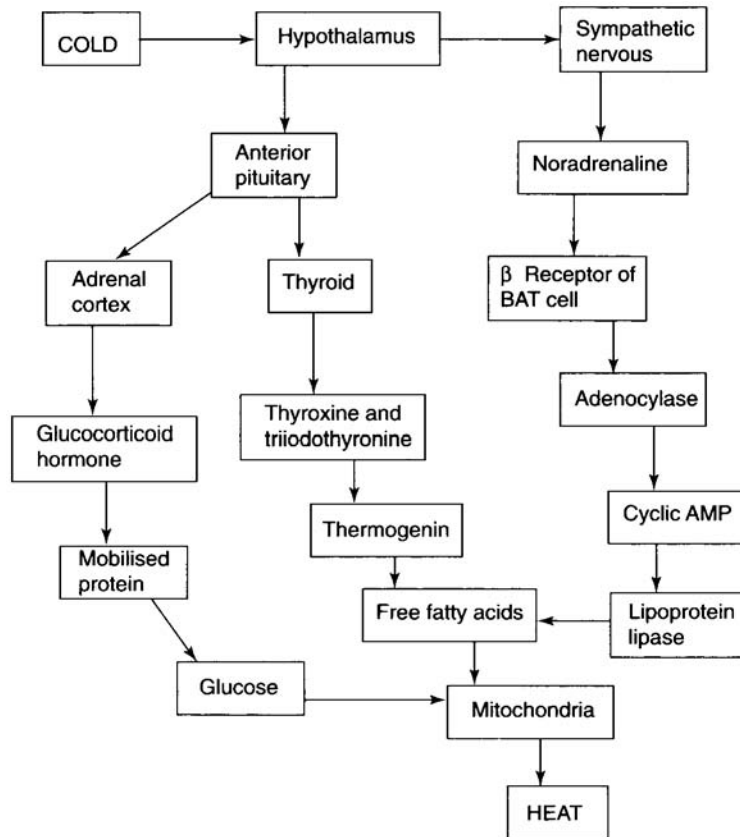 COLD
Hypothalamus
Sympathetic
nervous
Anterior
pituitary
Noradrenaline
Adrenal
cortex
Thyroid
β Receptor of
BAT cell
Glucocorticoid
hormone
Thyroxine and
triiodothyronine
Adenocylase
Mobilised
protein
Thermogenin
Cyclic AMP
Free fatty acids
Lipoprotein
lipase
Glucose
Mitochondria
HEAT